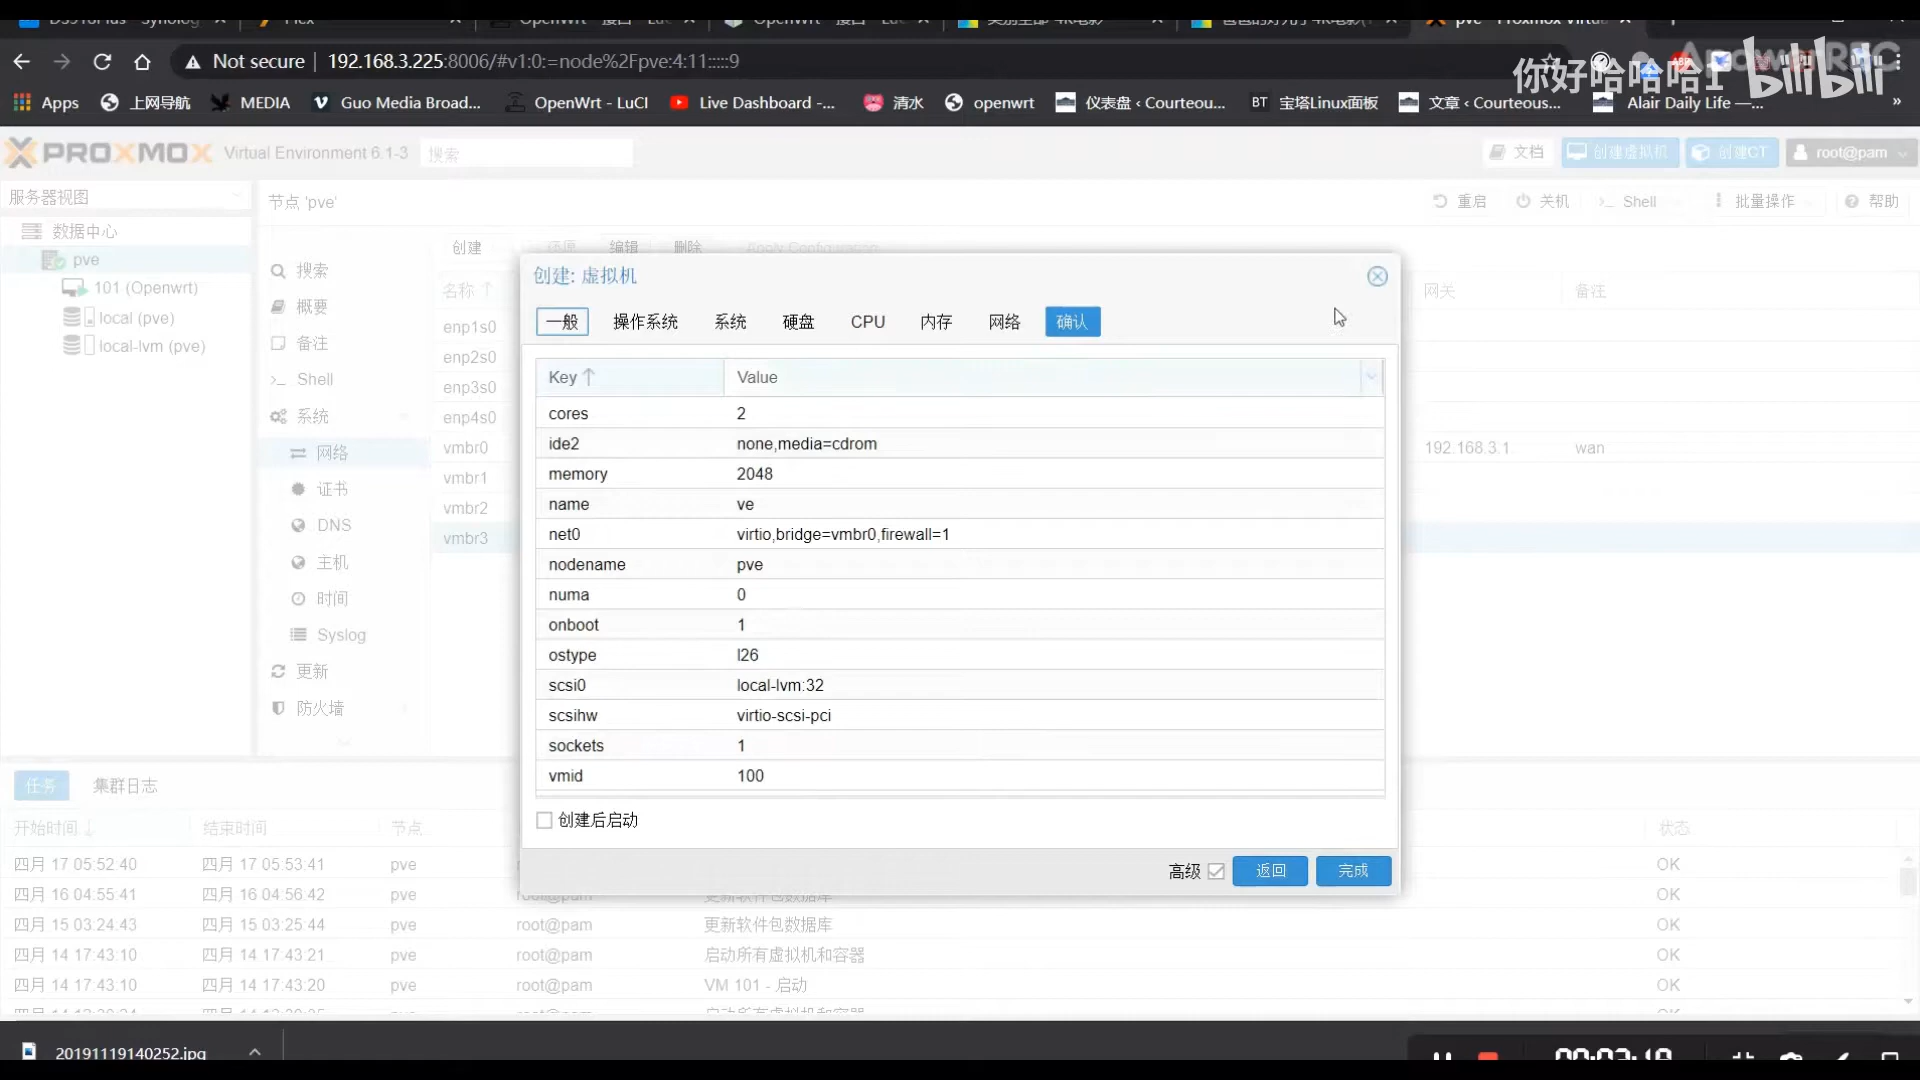 Not secure | 192.168.3.225:8006/#v1:0:=node%2Fpve:4:11:::::9
你好哈哈哈
bilibili
Apps 上网导航 MEDIA Guo Media Broad... OpenWrt - LuCI Live Dashboard -... 清水 openwrt 仪表盘 ‹ Courteou... BT 宝塔Linux面板 文章 ‹ Courteous... Alair Daily Life —... »
PROXMOX Virtual Environment 6.1-3 搜索 文档 创建虚拟机 创建CT root@pam
服务器视图
节点 'pve' 重启 关机 Shell 批量操作 帮助
数据中心
pve
101 (Openwrt)
local (pve)
local-lvm (pve)
搜索
概要
备注
Shell
系统
网络
证书
DNS
主机
时间
Syslog
更新
防火墙
创建 编辑 删除
名称 网关 备注
enp1s0
enp2s0
enp3s0
enp4s0
vmbr0 192.168.3.1 wan
vmbr1
vmbr2
vmbr3
创建: 虚拟机
一般 操作系统 系统 硬盘 CPU 内存 网络 确认
Key Value
cores 2
ide2 none,media=cdrom
memory 2048
name ve
net0 virtio,bridge=vmbr0,firewall=1
nodename pve
numa 0
onboot 1
ostype l26
scsi0 local-lvm:32
scsihw virtio-scsi-pci
sockets 1
vmid 100
创建后启动
高级 返回 完成
任务 集群日志
开始时间 结束时间 节点 状态
四月 17 05:52:40 四月 17 05:53:41 pve OK
四月 16 04:55:41 四月 16 04:56:42 pve root@pam 更新软件包数据库 OK
四月 15 03:24:43 四月 15 03:25:44 pve root@pam 更新软件包数据库 OK
四月 14 17:43:10 四月 14 17:43:21 pve root@pam 启动所有虚拟机和容器 OK
四月 14 17:43:10 四月 14 17:43:20 pve root@pam VM 101 - 启动 OK
20191119140252.jpg